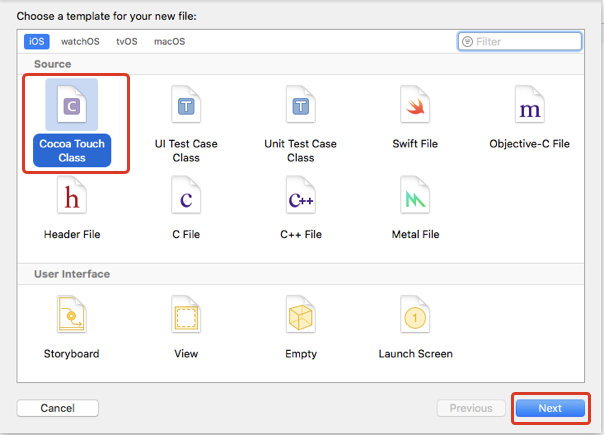 Choose a template for your new file:
iOS watchOS tvOS macOS Filter
Source
C T T m
Cocoa Touch Class UI Test Case Class Unit Test Case Class Swift File Objective-C File
h c C++
Header File C File C++ File Metal File
User Interface
1
Storyboard View Empty Launch Screen
Cancel Previous Next